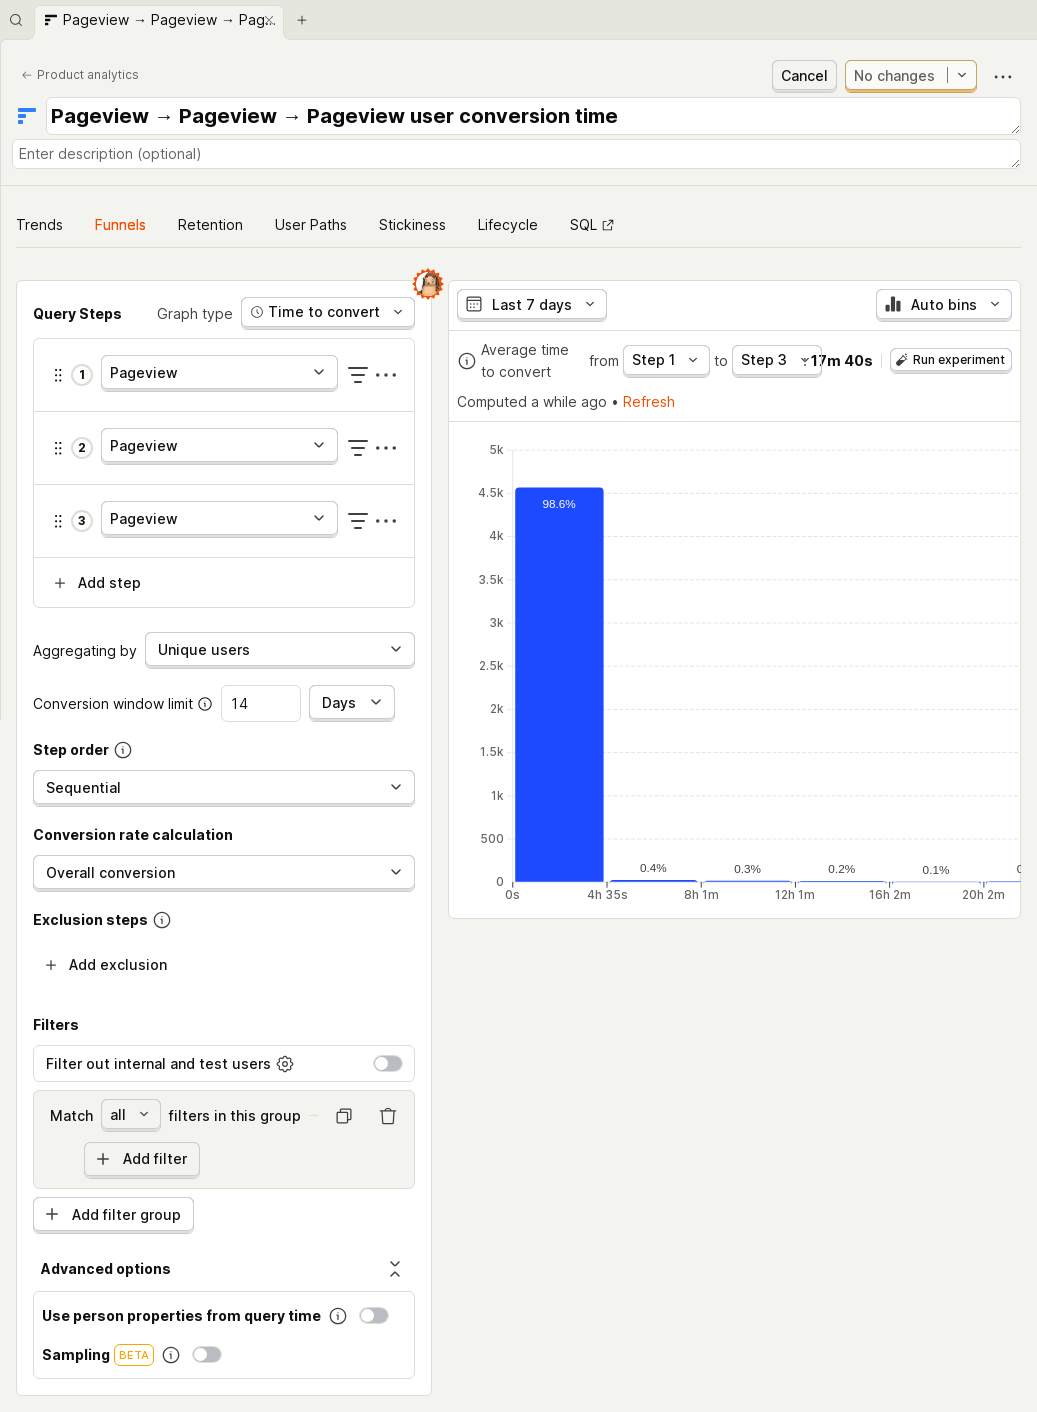 Pageview → Pageview → Pag...
Product analytics
Cancel
No changes
Pageview → Pageview → Pageview user conversion time
Enter description (optional)
Trends
Funnels
Retention
User Paths
Stickiness
Lifecycle
SQL
Query Steps
Graph type
Time to convert
1
Pageview
2
Pageview
3
Pageview
Add step
Aggregating by
Unique users
Conversion window limit
14
Days
Step order
Sequential
Conversion rate calculation
Overall conversion
Exclusion steps
Add exclusion
Filters
Filter out internal and test users
Match
all
filters in this group
Add filter
Add filter group
Advanced options
Use person properties from query time
Sampling
BETA
Last 7 days
Auto bins
Average time
to convert
from
Step 1
to
Step 3
17m 40s
Run experiment
Computed a while ago • Refresh
5k
4.5k
4k
3.5k
3k
2.5k
2k
1.5k
1k
500
0
98.6%
0.4%
0.3%
0.2%
0.1%
0s
4h 35s
8h 1m
12h 1m
16h 2m
20h 2m